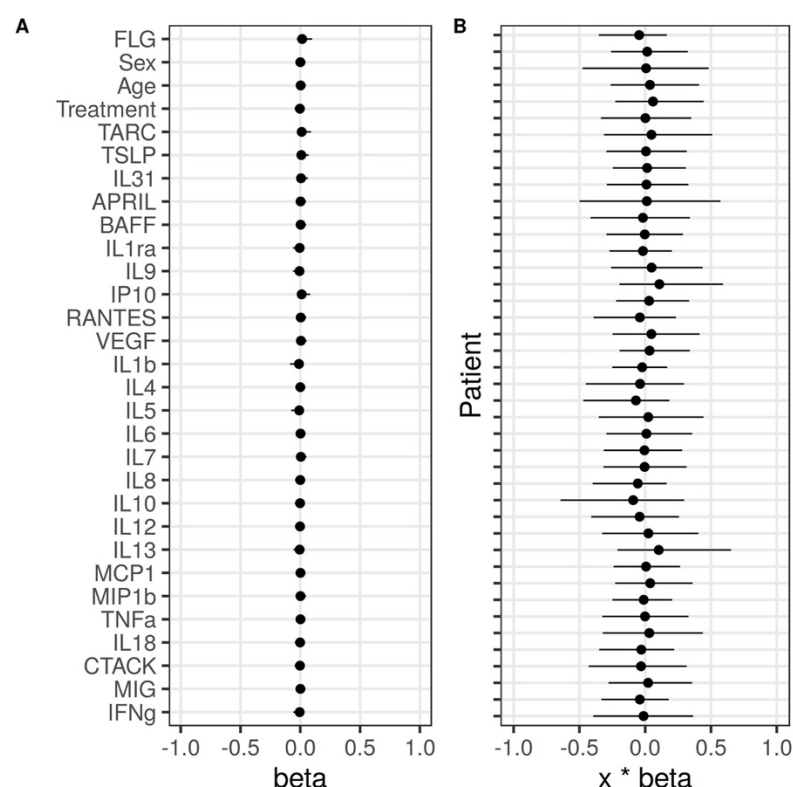 A
FLG
Sex
Age
Treatment
TARC
TSLP
IL31
APRIL
BAFF
IL1ra
IL9
IP10
RANTES
VEGF
IL1b
IL4
IL5
IL6
IL7
IL8
IL10
IL12
IL13
MCP1
MIP1b
TNFa
IL18
CTACK
MIG
IFNg
-1.0 -0.5 0.0 0.5 1.0
beta
B
Patient
-1.0 -0.5 0.0 0.5 1.0
x * beta